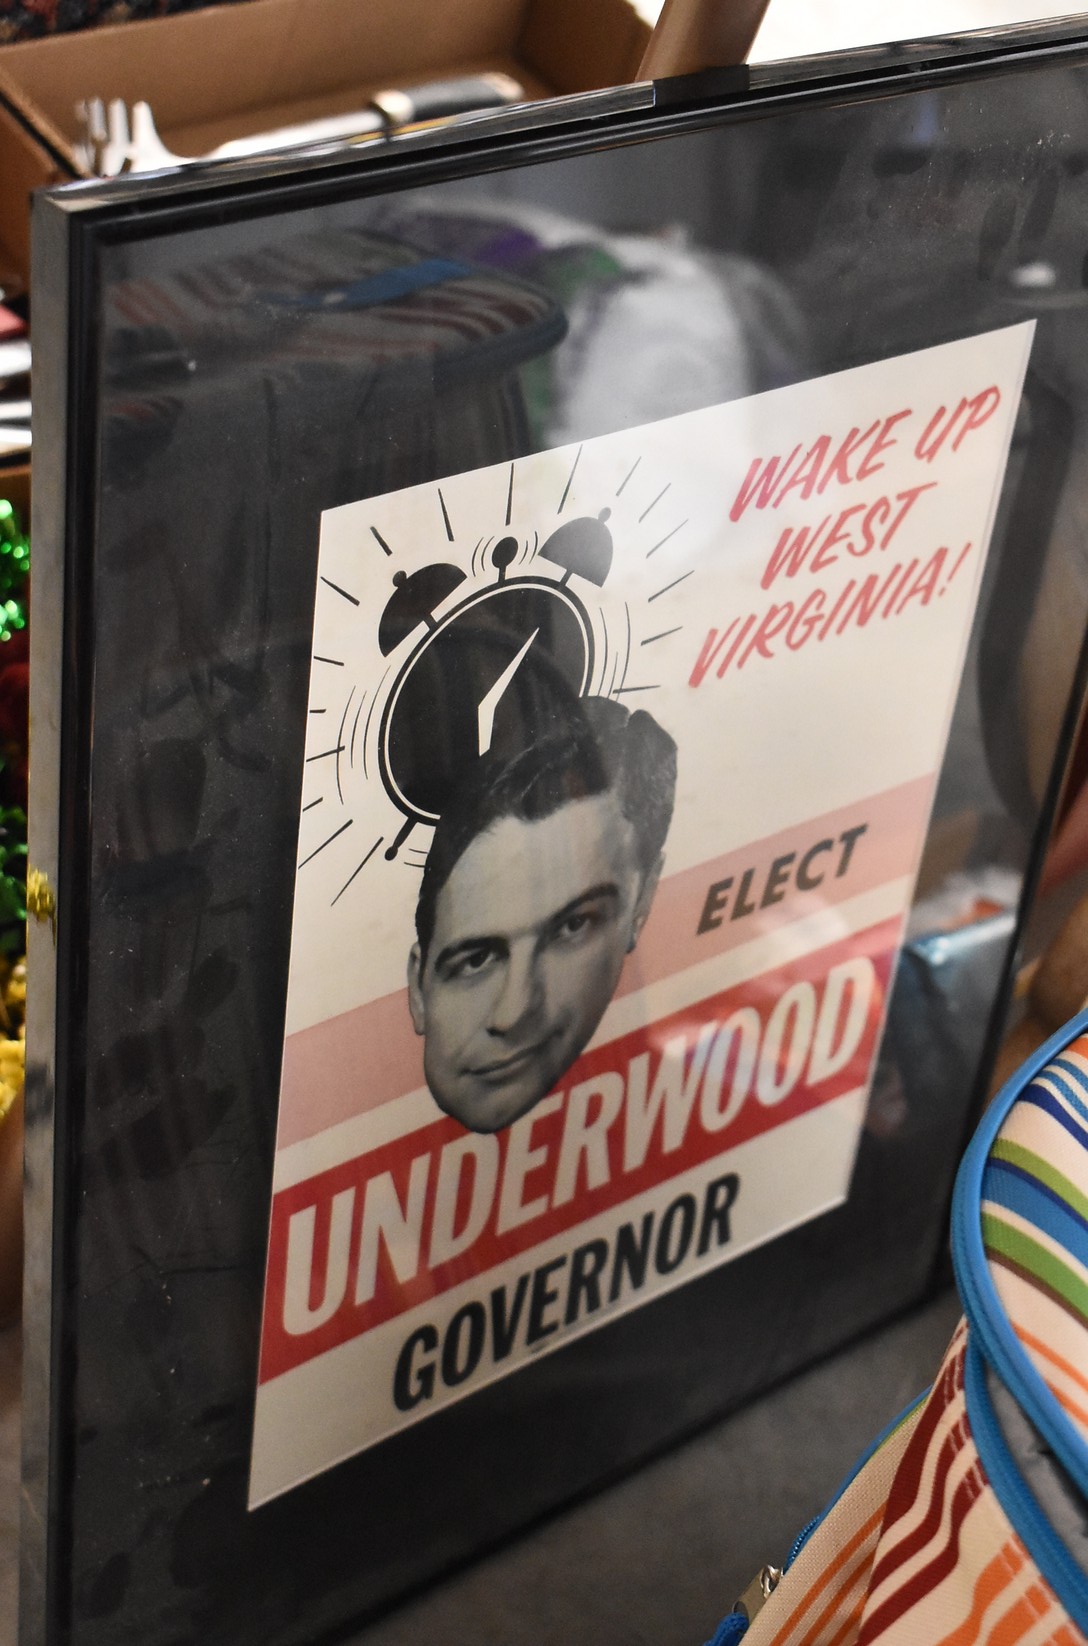 WAKE UP
WEST
VIRGINIA!
ELECT
UNDERWOOD
GOVERNOR